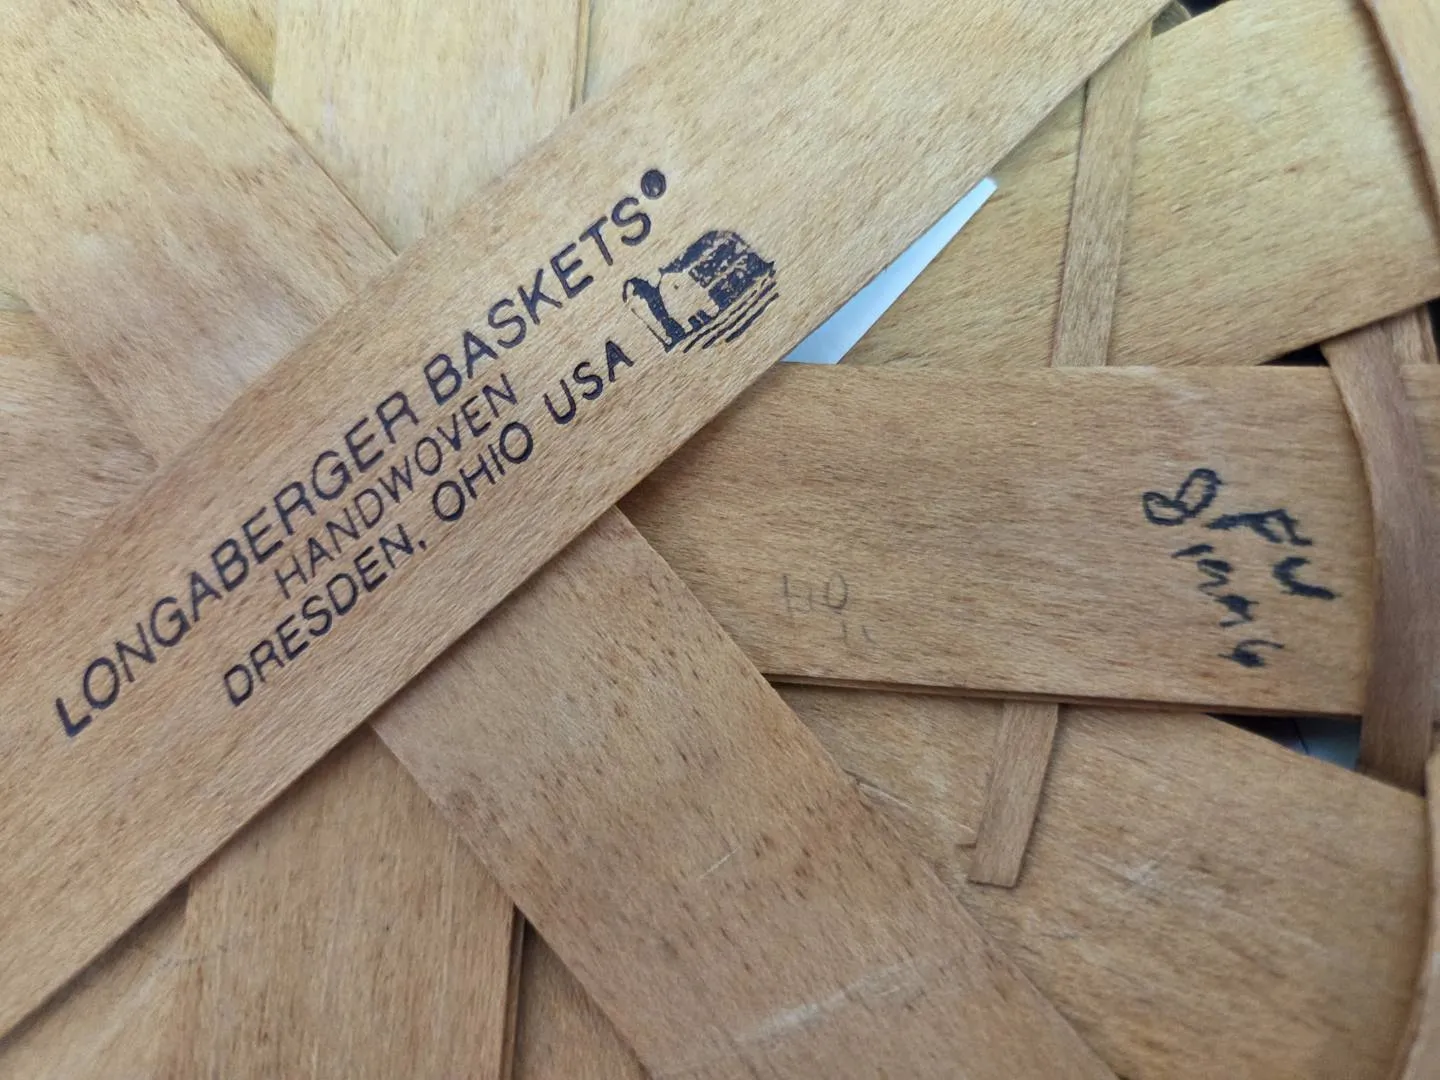 LONGABERGER BASKETS®
HANDWOVEN
DRESDEN, OHIO USA